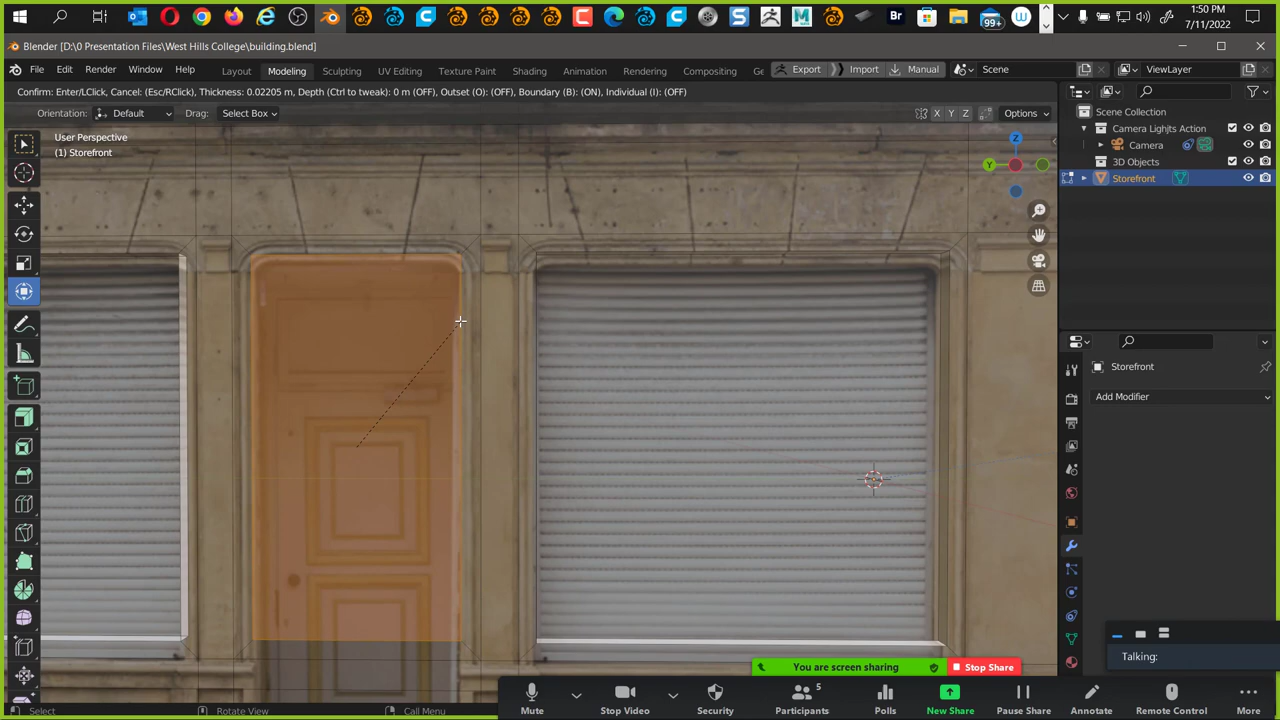 99+
Br
S
M
W
1:50 PM
7/11/2022
Blender [D:\0 Presentation Files\West Hills College\building.blend]
File Edit Render Window Help Layout Modeling Sculpting UV Editing Texture Paint Shading Animation Rendering Compositing Ge Export Import Manual Scene ViewLayer
Confirm: Enter/LClick, Cancel: (Esc/RClick), Thickness: 0.02205 m, Depth (Ctrl to tweak): 0 m (OFF), Outset (O): (OFF), Boundary (B): (ON), Individual (I): (OFF)
Orientation: Default Drag: Select Box X Y Z Options
User Perspective
(1) Storefront
Z
Y
Scene Collection
Camera Lights Action
Camera
3D Objects
Storefront
Storefront
Add Modifier
Talking:
You are screen sharing Stop Share
5
Mute Stop Video Security Participants Polls New Share Pause Share Annotate Remote Control More
Select Rotate View Call Menu